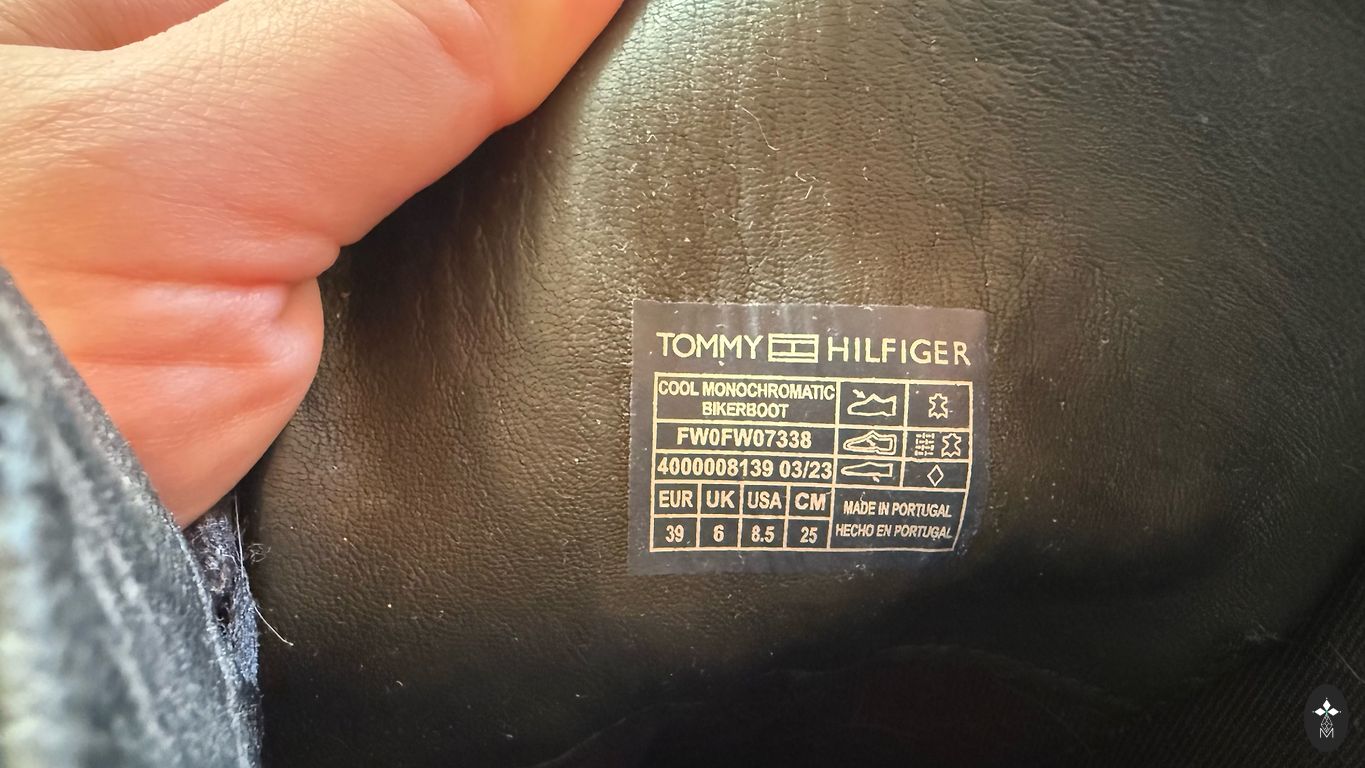 TOMMY HILFIGER
COOL MONOCHROMATIC
BIKERBOOT
FW0FW07338
4000008139 03/23
EUR UK USA CM
39 6 8.5 25
MADE IN PORTUGAL
HECHO EN PORTUGAL
M